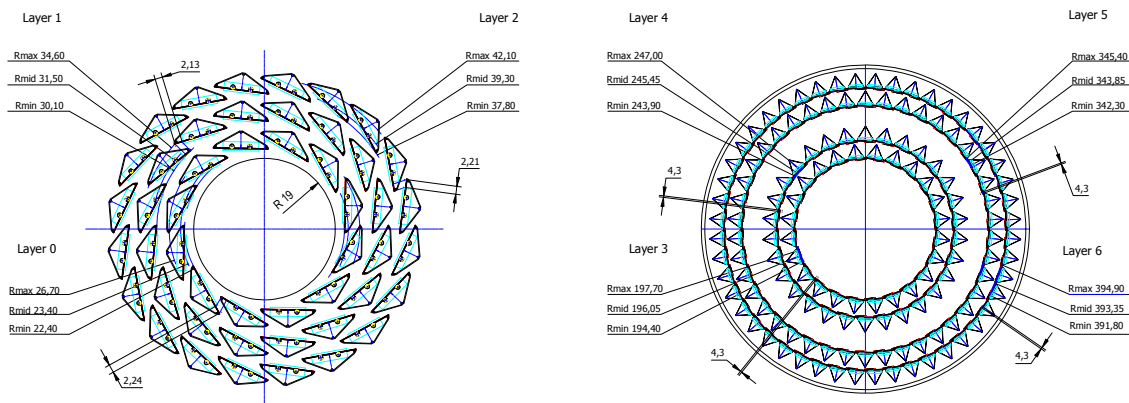 Layer 1
Layer 2
Rmax 34,60
Rmid 31,50
Rmin 30,10
2,13
Rmax 42,10
Rmid 39,30
Rmin 37,80
2,21
R 19
Layer 0
Rmax 26,70
Rmid 23,40
Rmin 22,40
2,24
Layer 4
Layer 5
Rmax 247,00
Rmid 245,45
Rmin 243,90
Rmax 345,40
Rmid 343,85
Rmin 342,30
4,3
4,3
Layer 3
Layer 6
Rmax 197,70
Rmid 196,05
Rmin 194,40
Rmax 394,90
Rmid 393,35
Rmin 391,80
4,3
4,3